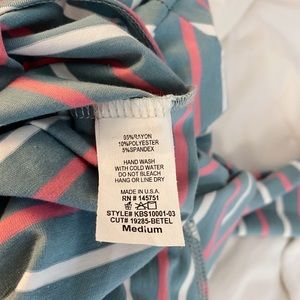 95%RAYON
10%POLYESTER
5%SPANDEX
HAND WASH
WITH COLD WATER
DO NOT BLEACH
HANG OR LINE DRY
MADE IN U.S.A.
RN # 145751
STYLE# KBS10001-03
CUT# 19285-BETEL
Medium